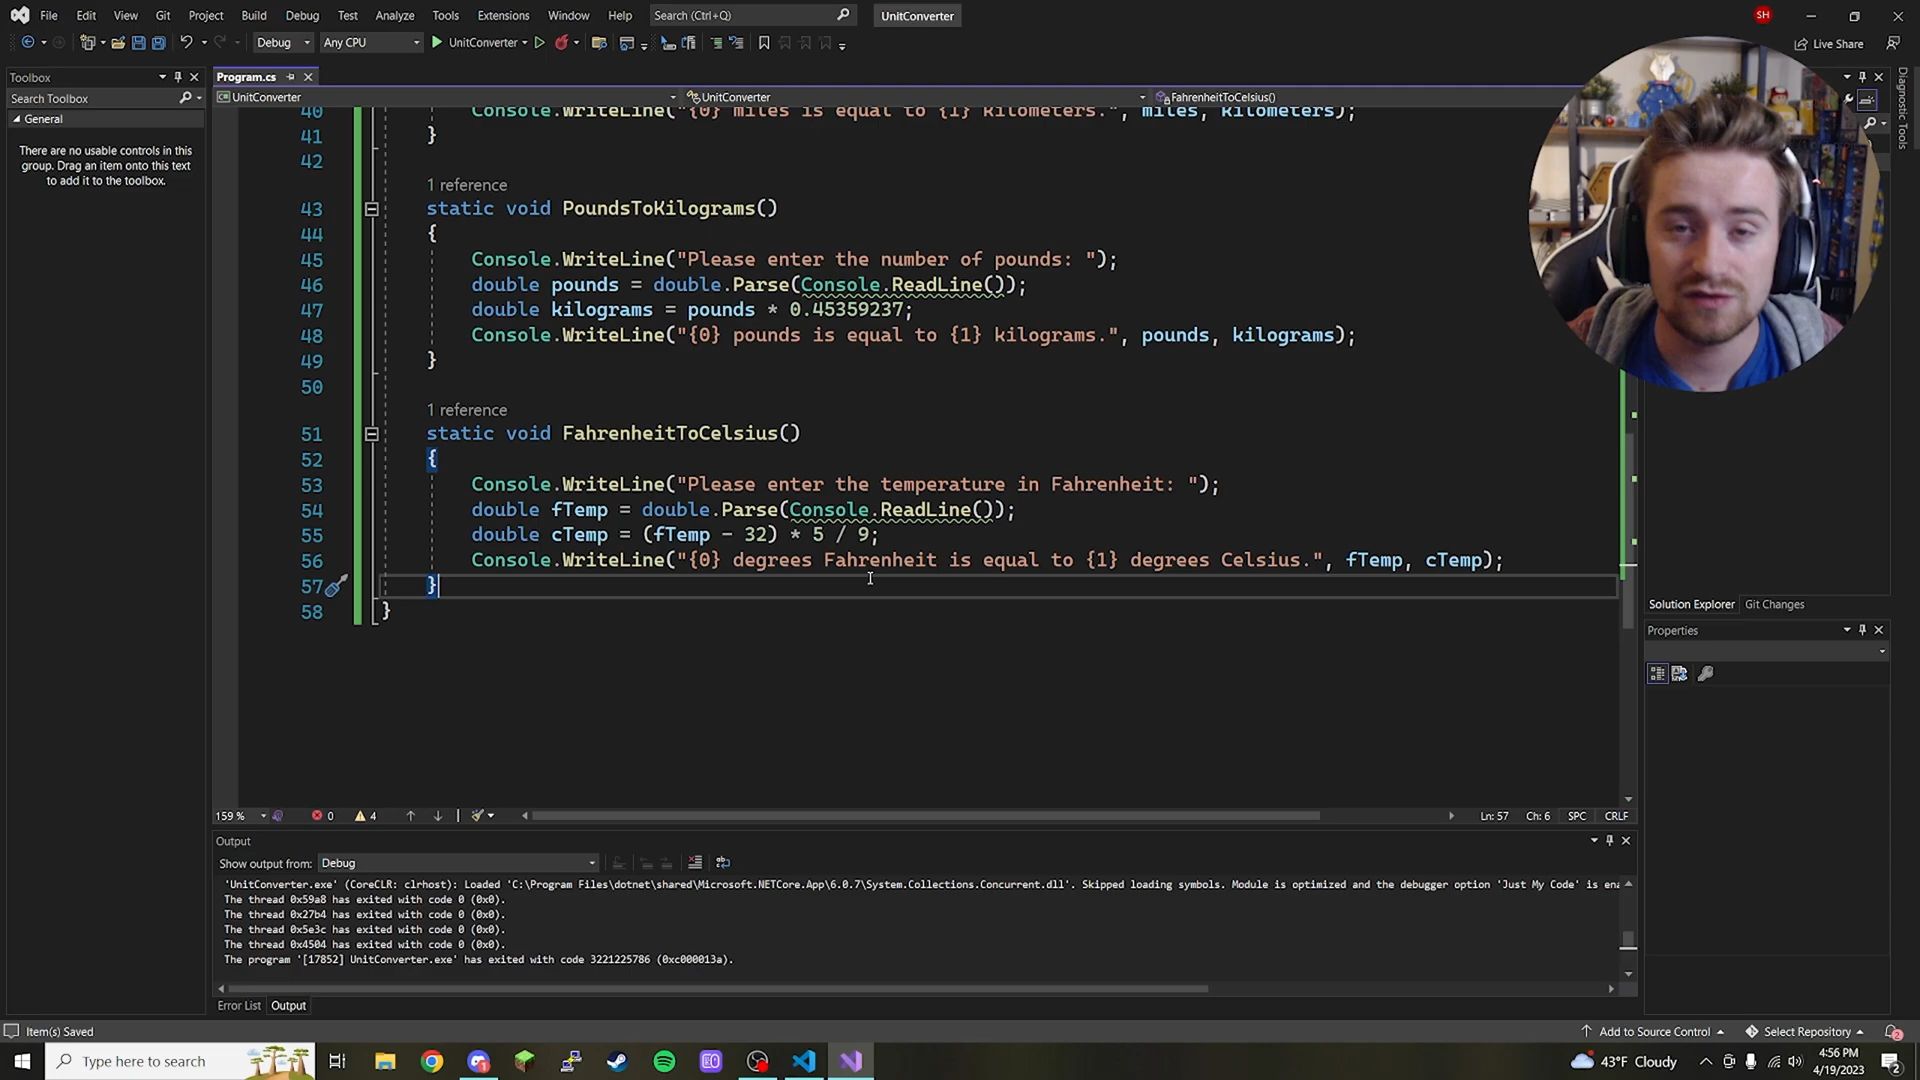 File Edit View Git Project Build Debug Test Analyze Tools Extensions Window Help Search (Ctrl+Q) UnitConverter SH
Debug Any CPU UnitConverter Live Share
Toolbox
Search Toolbox
General
There are no usable controls in this
group. Drag an item onto this text
to add it to the toolbox.
Program.cs
UnitConverter UnitConverter FahrenheitToCelsius()
40 Console.WriteLine("{0} miles is equal to {1} kilometers.", miles, kilometers);
41 }
42
1 reference
43 static void PoundsToKilograms()
44 {
45 Console.WriteLine("Please enter the number of pounds: ");
46 double pounds = double.Parse(Console.ReadLine());
47 double kilograms = pounds * 0.45359237;
48 Console.WriteLine("{0} pounds is equal to {1} kilograms.", pounds, kilograms);
49 }
50
1 reference
51 static void FahrenheitToCelsius()
52 {
53 Console.WriteLine("Please enter the temperature in Fahrenheit: ");
54 double fTemp = double.Parse(Console.ReadLine());
55 double cTemp = (fTemp - 32) * 5 / 9;
56 Console.WriteLine("{0} degrees Fahrenheit is equal to {1} degrees Celsius.", fTemp, cTemp);
57 }
58 }
159 % 0 4 Ln: 57 Ch: 6 SPC CRLF
Output
Show output from: Debug
'UnitConverter.exe' (CoreCLR: clrhost): Loaded 'C:\Program Files\dotnet\shared\Microsoft.NETCore.App\6.0.7\System.Collections.Concurrent.dll'. Skipped loading symbols. Module is optimized and the debugger option 'Just My Code' is ena
The thread 0x59a8 has exited with code 0 (0x0).
The thread 0x27b4 has exited with code 0 (0x0).
The thread 0x5e3c has exited with code 0 (0x0).
The thread 0x4504 has exited with code 0 (0x0).
The program '[17852] UnitConverter.exe' has exited with code 3221225786 (0xc000013a).
Error List Output
Diagnostic Tools
Solution Explorer Git Changes
Properties
Item(s) Saved Add to Source Control Select Repository 2
Type here to search 43°F Cloudy 4:56 PM
4/19/2023 2